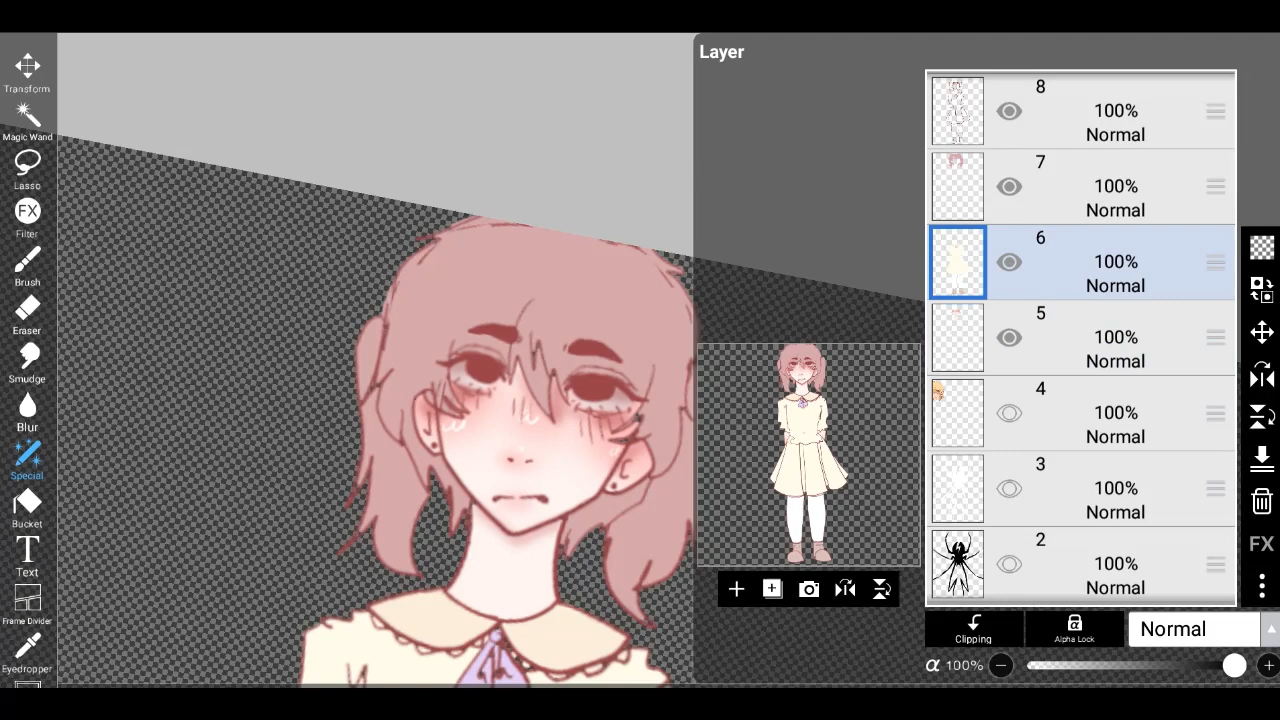 Layer
Transform
Magic Wand
Lasso
FX
Filter
Brush
Eraser
Smudge
Blur
Special
Bucket
T
Text
Frame Divider
Eyedropper
8
100%
Normal
7
100%
Normal
6
100%
Normal
5
100%
Normal
4
100%
Normal
3
100%
Normal
2
100%
Normal
FX
Clipping
α
Alpha Lock
Normal
α 100%